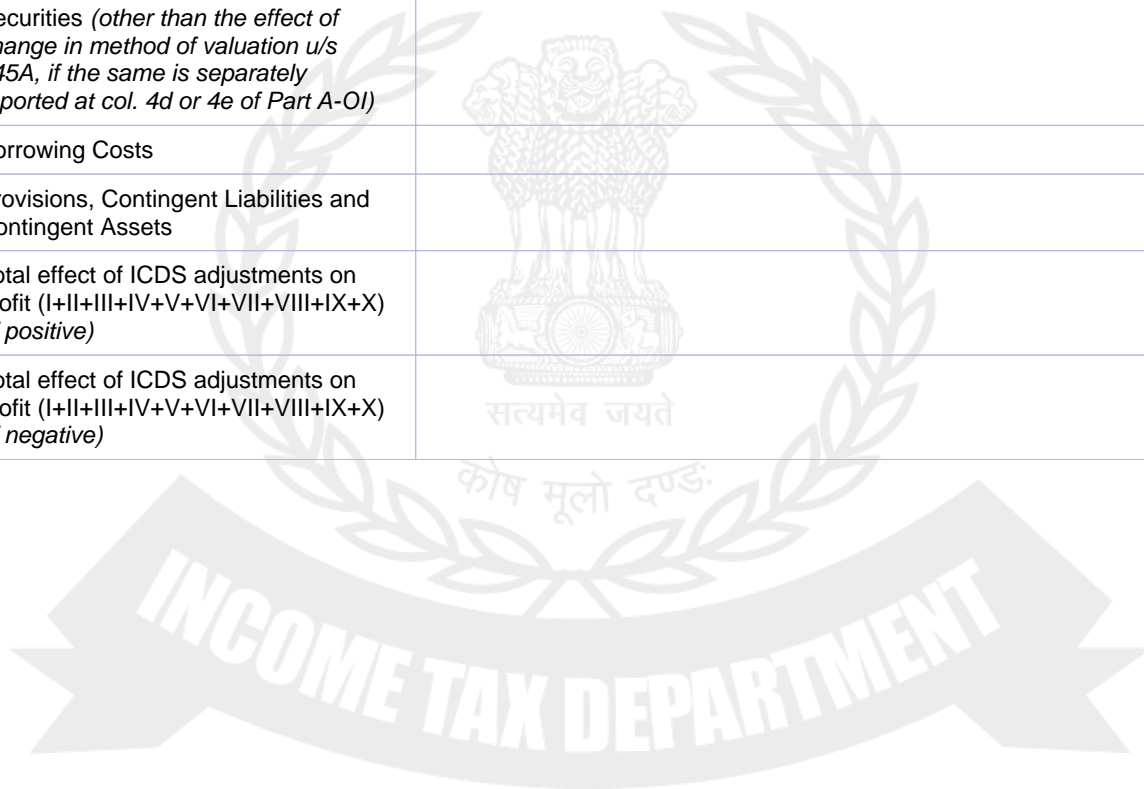 ecurities (other than the effect of
hange in method of valuation u/s
45A, if the same is separately
ported at col. 4d or 4e of Part A-OI)
orrowing Costs
rovisions, Contingent Liabilities and
ontingent Assets
otal effect of ICDS adjustments on
ofit (I+II+III+IV+V+VI+VII+VIII+IX+X)
positive)
otal effect of ICDS adjustments on
ofit (I+II+III+IV+V+VI+VII+VIII+IX+X)
negative)
सत्यमेव जयते
कोष मूलो दण्डः
INCOME TAX DEPARTMENT